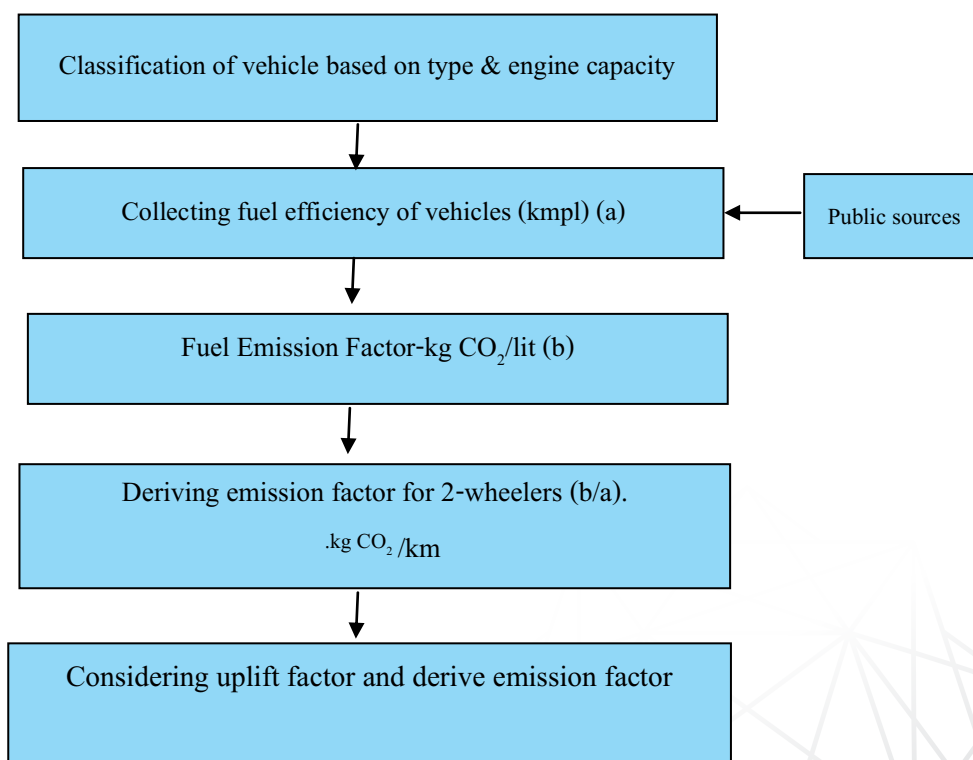 Classification of vehicle based on type & engine capacity
Collecting fuel efficiency of vehicles (kmpl) (a)
Public sources
Fuel Emission Factor-kg CO₂/lit (b)
Deriving emission factor for 2-wheelers (b/a).
.kg CO₂ /km
Considering uplift factor and derive emission factor